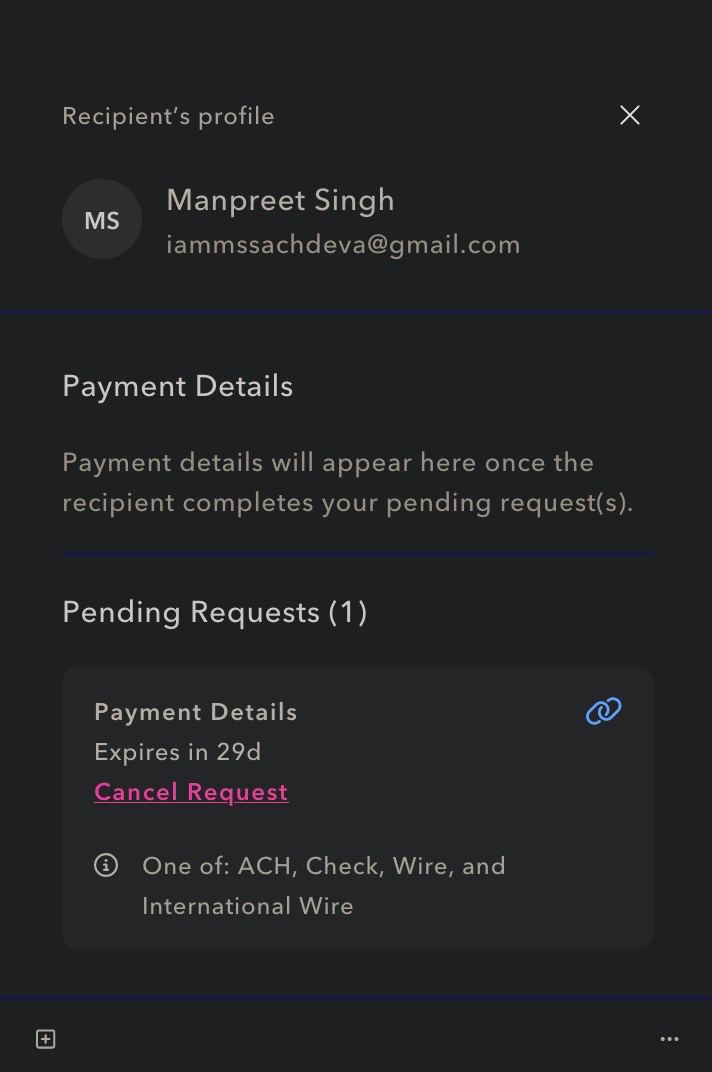 Recipient’s profile
MS
Manpreet Singh
iammssachdeva@gmail.com
Payment Details
Payment details will appear here once the
recipient completes your pending request(s).
Pending Requests (1)
Payment Details
Expires in 29d
Cancel Request
One of: ACH, Check, Wire, and
International Wire